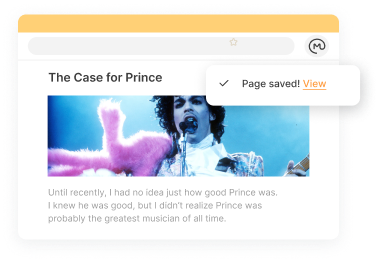 Page saved! View
The Case for Prince
Until recently, I had no idea just how good Prince was.
I knew he was good, but I didn't realize Prince was
probably the greatest musician of all time.